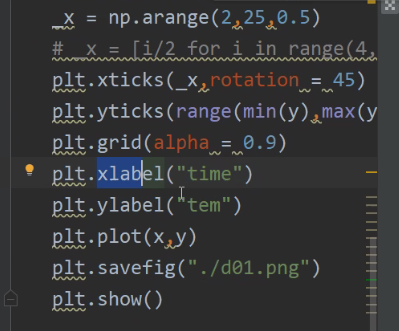 _x = np.arange(2,25,0.5)
# _x = [i/2 for i in range(4,
plt.xticks(_x,rotation = 45)
plt.yticks(range(min(y),max(y
plt.grid(alpha = 0.9)
plt.xlabel("time")
plt.ylabel("tem")
plt.plot(x,y)
plt.savefig("./d01.png")
plt.show()